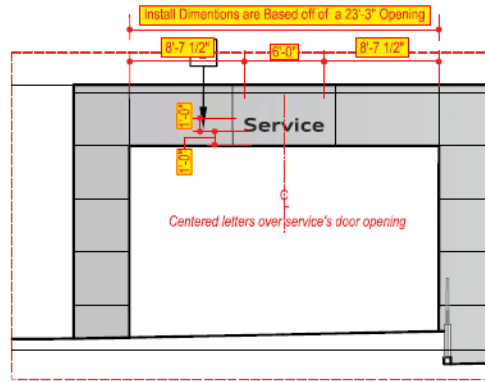 Install Dimentions are Based off of a 23'-3" Opening
8'-7 1/2" 6'-0" 8'-7 1/2"
1'-0"
Service
1'-0"
Centered letters over service's door opening